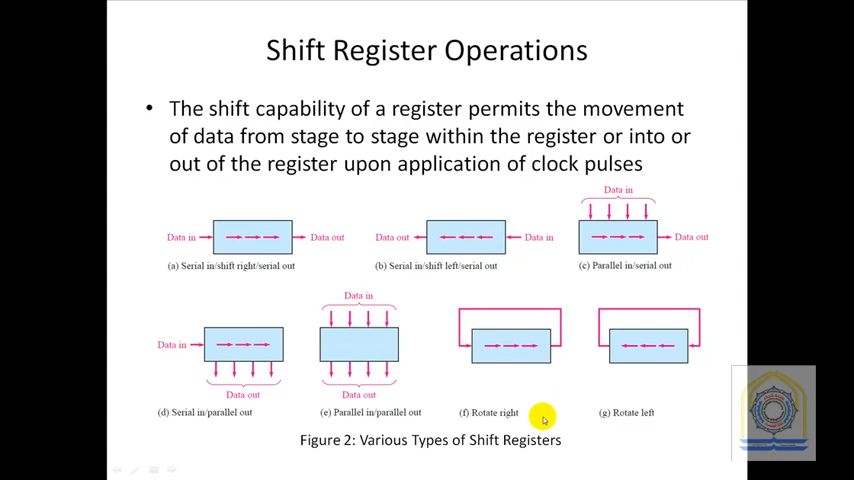 Shift Register Operations
• The shift capability of a register permits the movement
of data from stage to stage within the register or into or
out of the register upon application of clock pulses
Data in
Data in
Data out
Data out
Data in
Data out
(a) Serial in/shift right/serial out
(b) Serial in/shift left/serial out
(c) Parallel in/serial out
Data in
Data in
Data out
Data out
(d) Serial in/parallel out
(e) Parallel in/parallel out
(f) Rotate right
(g) Rotate left
Figure 2: Various Types of Shift Registers